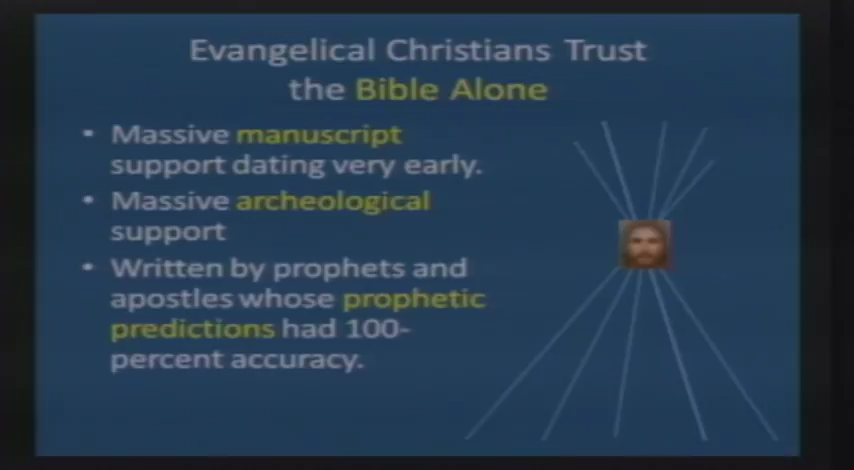 Evangelical Christians Trust
the Bible Alone
• Massive manuscript
support dating very early.
• Massive archeological
support
• Written by prophets and
apostles whose prophetic
predictions had 100-
percent accuracy.